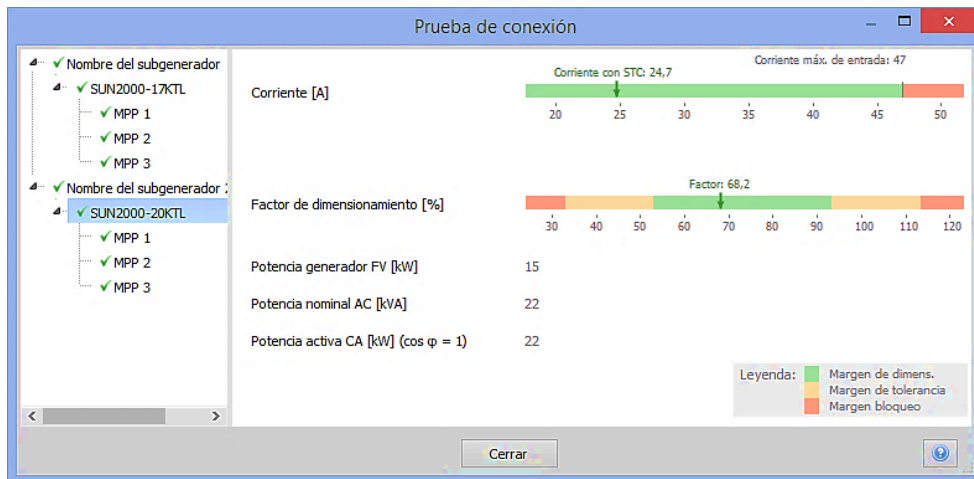 Prueba de conexión
Nombre del subgenerador
SUN2000-17KTL
MPP 1
MPP 2
MPP 3
Nombre del subgenerador 2
SUN2000-20KTL
MPP 1
MPP 2
MPP 3
Corriente [A]
Corriente con STC: 24,7
Corriente máx. de entrada: 47
20 25 30 35 40 45 50
Factor de dimensionamiento [%]
Factor: 68,2
30 40 50 60 70 80 90 100 110 120
Potencia generador FV [kW] 15
Potencia nominal AC [kVA] 22
Potencia activa CA [kW] (cos φ = 1) 22
Leyenda: Margen de dimens.
Margen de tolerancia
Margen bloqueo
Cerrar